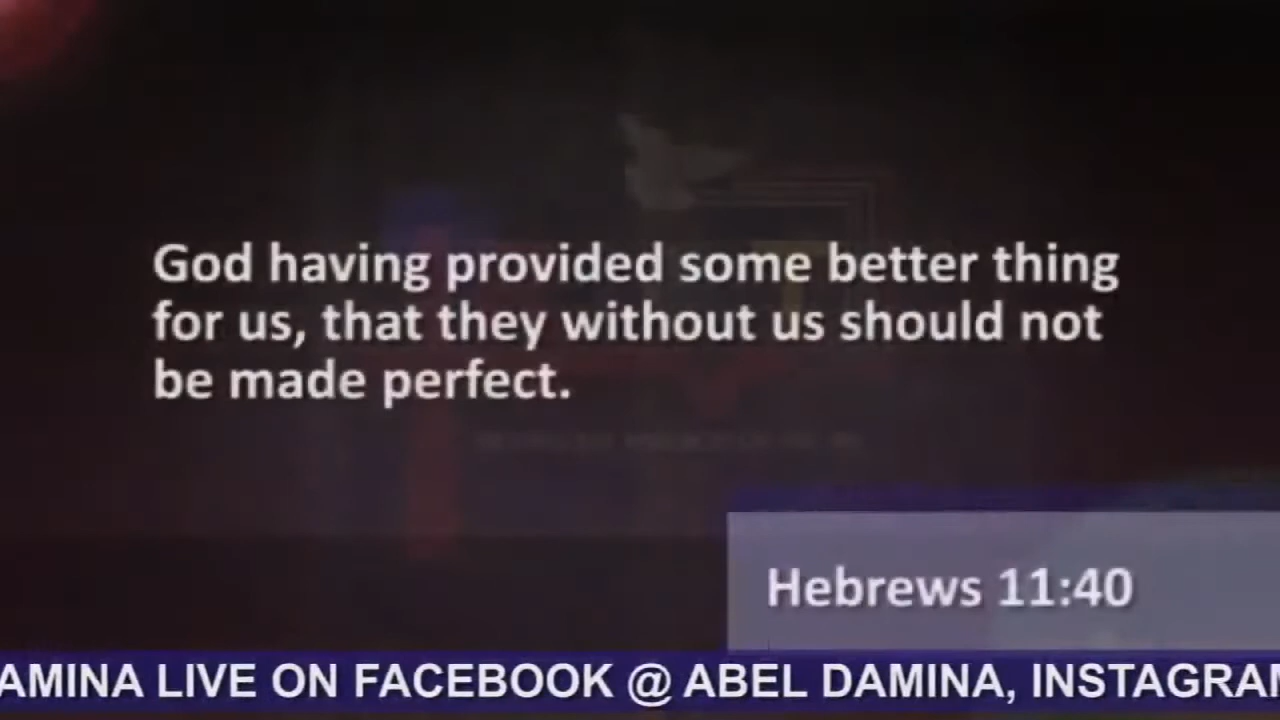 God having provided some better thing
for us, that they without us should not
be made perfect.
Hebrews 11:40
AMINA LIVE ON FACEBOOK @ ABEL DAMINA, INSTAGRAM